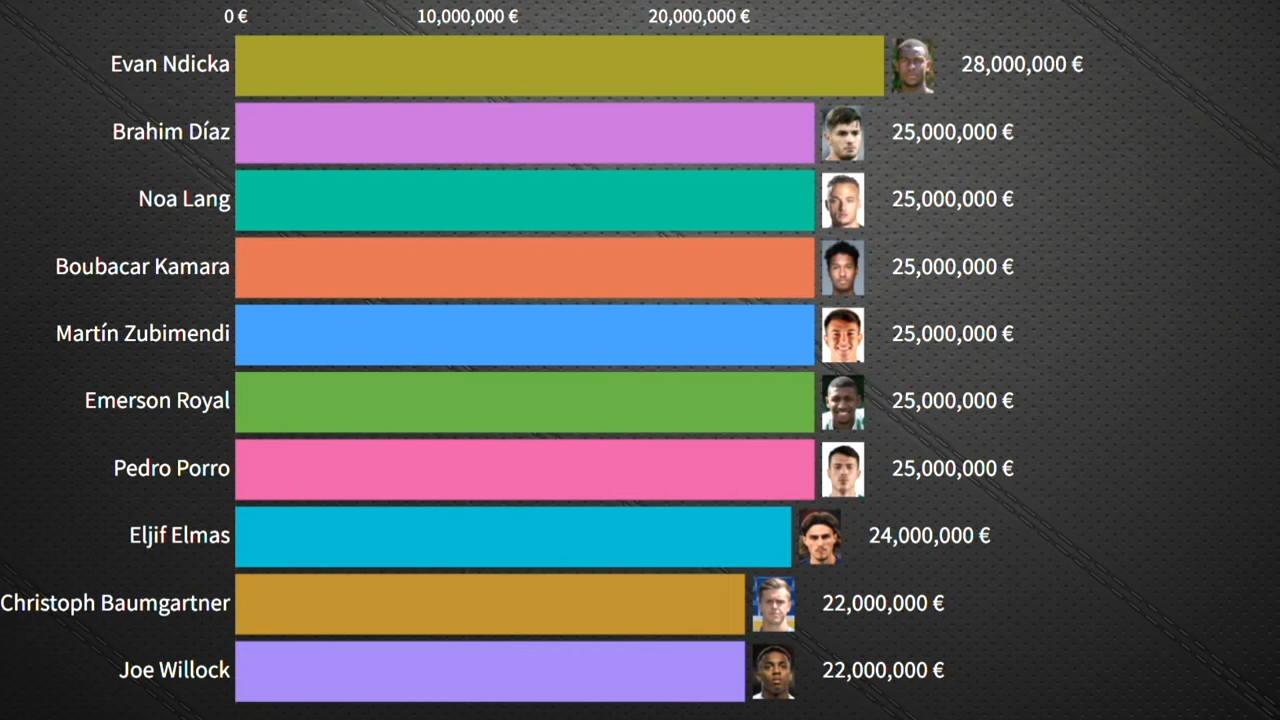 0 € 10,000,000 € 20,000,000 €
Evan Ndicka 28,000,000 €
Brahim Díaz 25,000,000 €
Noa Lang 25,000,000 €
Boubacar Kamara 25,000,000 €
Martín Zubimendi 25,000,000 €
Emerson Royal 25,000,000 €
Pedro Porro 25,000,000 €
Eljif Elmas 24,000,000 €
Christoph Baumgartner 22,000,000 €
Joe Willock 22,000,000 €